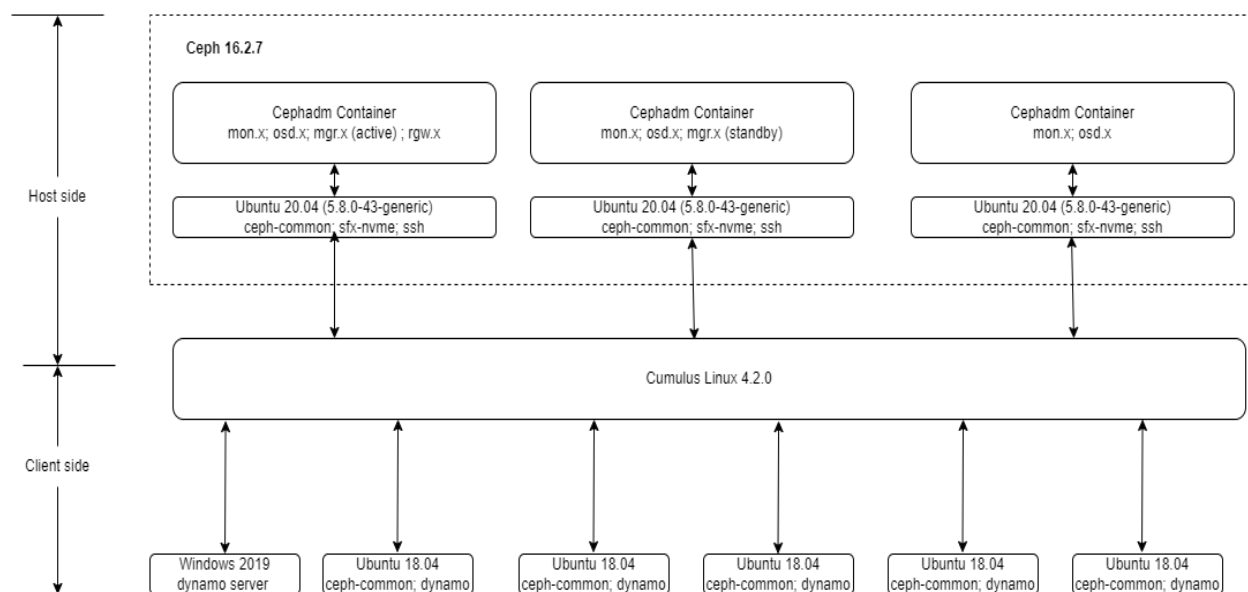 Ceph 16.2.7
Cephadm Container
mon.x; osd.x; mgr.x (active) ; rgw.x
Cephadm Container
mon.x; osd.x; mgr.x (standby)
Cephadm Container
mon.x; osd.x
Host side
Ubuntu 20.04 (5.8.0-43-generic)
ceph-common; sfx-nvme; ssh
Ubuntu 20.04 (5.8.0-43-generic)
ceph-common; sfx-nvme; ssh
Ubuntu 20.04 (5.8.0-43-generic)
ceph-common; sfx-nvme; ssh
Cumulus Linux 4.2.0
Client side
Windows 2019
dynamo server
Ubuntu 18.04
ceph-common; dynamo
Ubuntu 18.04
ceph-common; dynamo
Ubuntu 18.04
ceph-common; dynamo
Ubuntu 18.04
ceph-common; dynamo
Ubuntu 18.04
ceph-common; dynamo